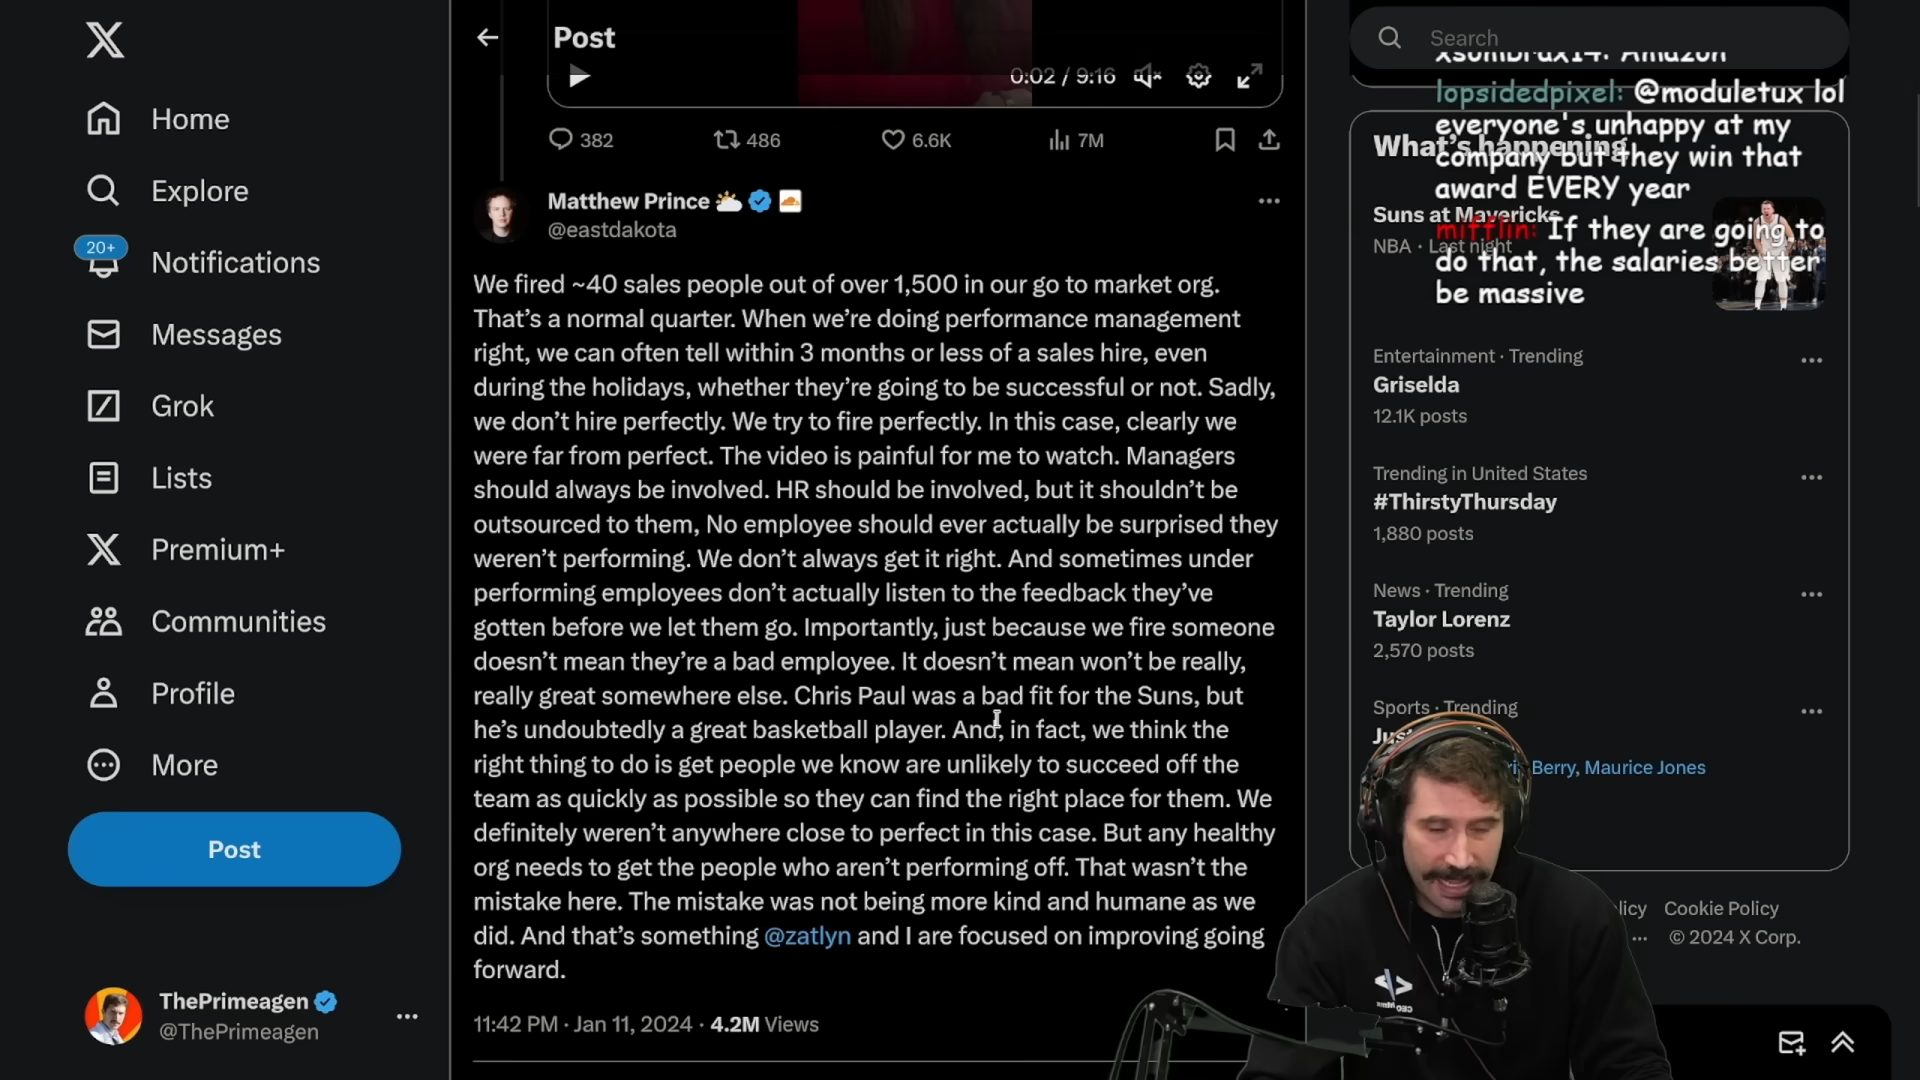 Home
Explore
20+
Notifications
Messages
Grok
Lists
Premium+
Communities
Profile
More
Post
ThePrimeagen
@ThePrimeagen
Post
0:02 / 9:16
382
486
6.6K
7M
Matthew Prince
@eastdakota
We fired ~40 sales people out of over 1,500 in our go to market org.
That's a normal quarter. When we're doing performance management
right, we can often tell within 3 months or less of a sales hire, even
during the holidays, whether they're going to be successful or not. Sadly,
we don't hire perfectly. We try to fire perfectly. In this case, clearly we
were far from perfect. The video is painful for me to watch. Managers
should always be involved. HR should be involved, but it shouldn't be
outsourced to them, No employee should ever actually be surprised they
weren't performing. We don't always get it right. And sometimes under
performing employees don't actually listen to the feedback they've
gotten before we let them go. Importantly, just because we fire someone
doesn't mean they're a bad employee. It doesn't mean won't be really,
really great somewhere else. Chris Paul was a bad fit for the Suns, but
he's undoubtedly a great basketball player. And, in fact, we think the
right thing to do is get people we know are unlikely to succeed off the
team as quickly as possible so they can find the right place for them. We
definitely weren't anywhere close to perfect in this case. But any healthy
org needs to get the people who aren't performing off. That wasn't the
mistake here. The mistake was not being more kind and humane as we
did. And that's something @zatlyn and I are focused on improving going
forward.
11:42 PM · Jan 11, 2024 · 4.2M Views
Search
Amazon
lopsidedpixel: @moduletux lol
everyone's unhappy at my
company but they win that
award EVERY year
mifflin: If they are going to
do that, the salaries better
be massive
What's happening
Suns at Mavericks
NBA · Last night
Entertainment · Trending
Griselda
12.1K posts
Trending in United States
#ThirstyThursday
1,880 posts
News · Trending
Taylor Lorenz
2,570 posts
Sports · Trending
Berry, Maurice Jones
Cookie Policy
© 2024 X Corp.